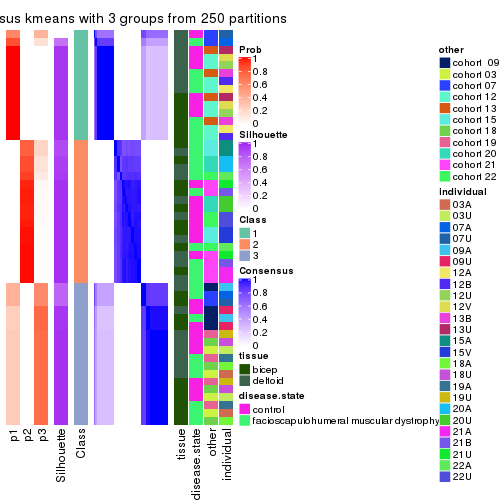 sus kmeans with 3 groups from 250 partitions
Prob
1
0.8
0.6
0.4
0.2
0
Silhouette
1
0.8
0.6
0.4
0.2
0
Class
1
2
3
Consensus
1
0.8
0.6
0.4
0.2
0
tissue
bicep
deltoid
disease.state
control
facioscapulohumeral muscular dystrophy
other
cohort 09
cohort 03
cohort 07
cohort 12
cohort 13
cohort 15
cohort 18
cohort 19
cohort 20
cohort 21
cohort 22
individual
03A
03U
07A
07U
09A
09U
12A
12B
12U
12V
13B
13U
15A
15V
18A
18U
19A
19U
20A
20U
21A
21B
21U
22A
22U
p1
p2
p3
Silhouette
Class
tissue
disease.state
other
individual